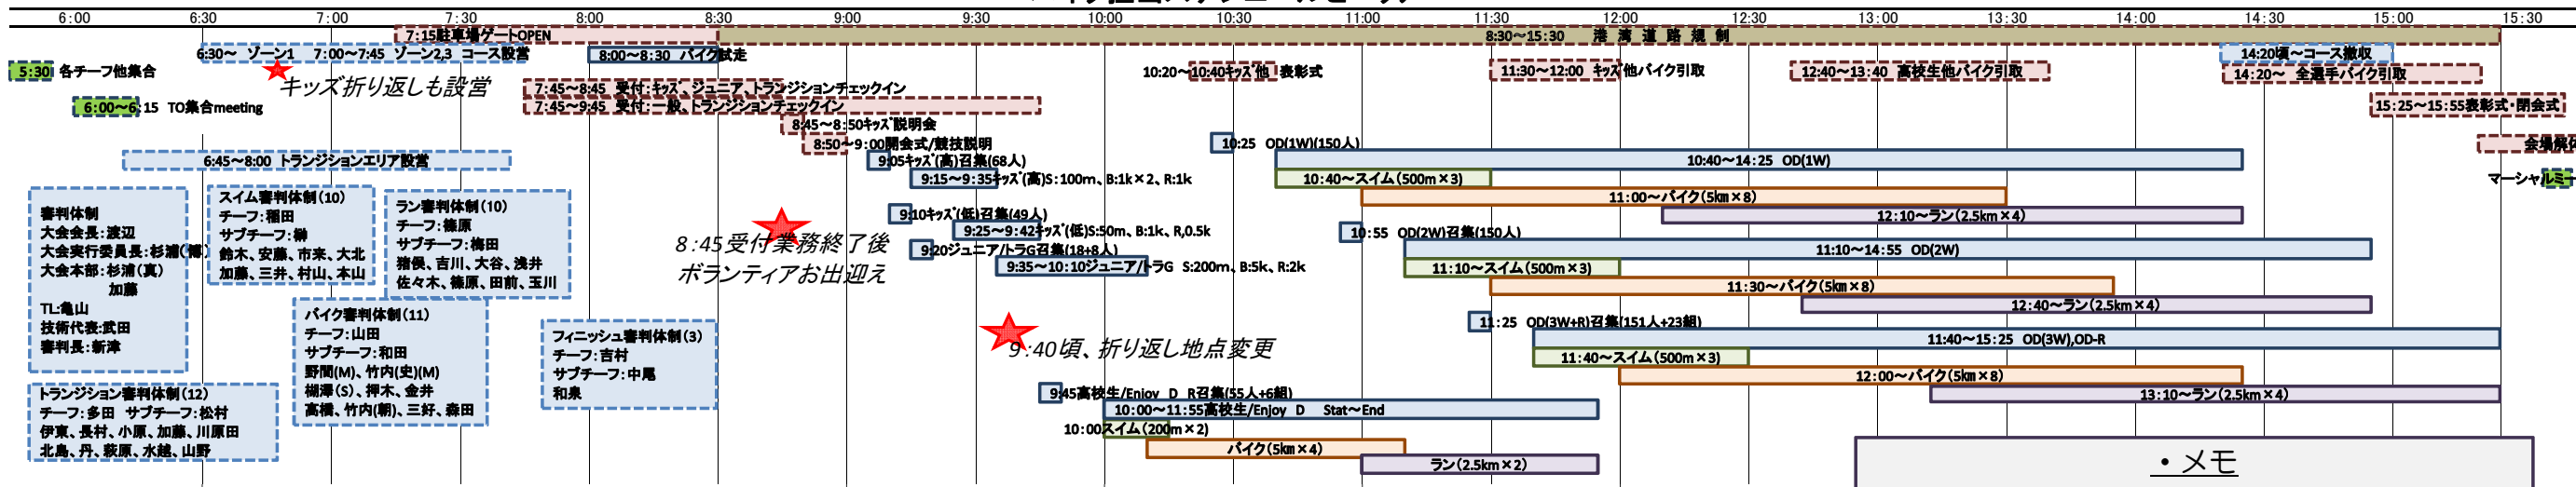 6:00 6:30 7:00 7:30 8:00 8:30 9:00 9:30 10:00 10:30 11:00 11:30 12:00 12:30 13:00 13:30 14:00 14:30 15:00 15:30
7:15駐車場ゲートOPEN
8:30～15:30 港 湾 道 路 規 制
6:30～ ゾーン1 7:00～7:45 ゾーン2,3 コース設営
8:00～8:30 バイク試走
14:20頃～コース撤収
5:30 各チーフ他集合
キッズ折り返しも設営
10:20～10:40キッズ他 表彰式
11:30～12:00 キッズ他バイク引取
12:40～13:40 高校生他バイク引取
14:20～ 全選手バイク引取
7:45～8:45 受付:キッズ、ジュニア、トランジションチェックイン
6:00～6:15 TO集合meeting
7:45～9:45 受付:一般、トランジションチェックイン
15:25～15:55表彰式・閉会式
8:45～8:50キッズ説明会
8:50～9:00開会式/競技説明
10:25 OD(1W)(150人)
会場解体
6:45～8:00 トランジションエリア設営
9:05キッズ(高)召集(68人)
10:40～14:25 OD(1W)
9:15～9:35キッズ(高)S:100m、B:1k×2、R:1k
10:40～スイム(500m×3)
マーシャルミー
11:00～バイク(5km×8)
9:10キッズ(低)召集(49人)
12:10～ラン(2.5km×4)
9:25～9:42キッズ(低)S:50m、B:1k、R,0.5k
10:55 OD(2W)召集(150人)
8:45受付業務終了後
ボランティアお出迎え
9:20ジュニア/トラG召集(18+8人)
11:10～14:55 OD(2W)
9:35～10:10ジュニア/トラG S:200m、B:5k、R:2k
11:10～スイム(500m×3)
11:30～バイク(5km×8)
12:40～ラン(2.5km×4)
11:25 OD(3W+R)召集(151人+23組)
9:40頃、折り返し地点変更
11:40～15:25 OD(3W),OD-R
11:40～スイム(500m×3)
12:00～バイク(5km×8)
9:45高校生/Enjoy D R召集(55人+6組)
13:10～ラン(2.5km×4)
10:00～11:55高校生/Enjoy D Stat～End
10:00スイム(200m×2)
バイク(5km×4)
ラン(2.5km×2)
審判体制
大会会長:渡辺
大会実行委員長:杉浦(博)
大会本部:杉浦(真)
加藤
TL:亀山
技術代表:武田
審判長:新津
スイム審判体制(10)
チーフ:稲田
サブチーフ:榊
鈴木、安藤、市来、大北
加藤、三井、村山、本山
ラン審判体制(10)
チーフ:篠原
サブチーフ:梅田
猪俣、吉川、大谷、浅井
佐々木、篠原、田前、玉川
バイク審判体制(11)
チーフ:山田
サブチーフ:和田
野間(M)、竹内(史)(M)
樋澤(S)、押木、金井
高橋、竹内(朝)、三好、森田
フィニッシュ審判体制(3)
チーフ:吉村
サブチーフ:中尾
和泉
トランジション審判体制(12)
チーフ:多田 サブチーフ:松村
伊東、長村、小原、加藤、川原田
北島、丹、萩原、水越、山野
・メモ